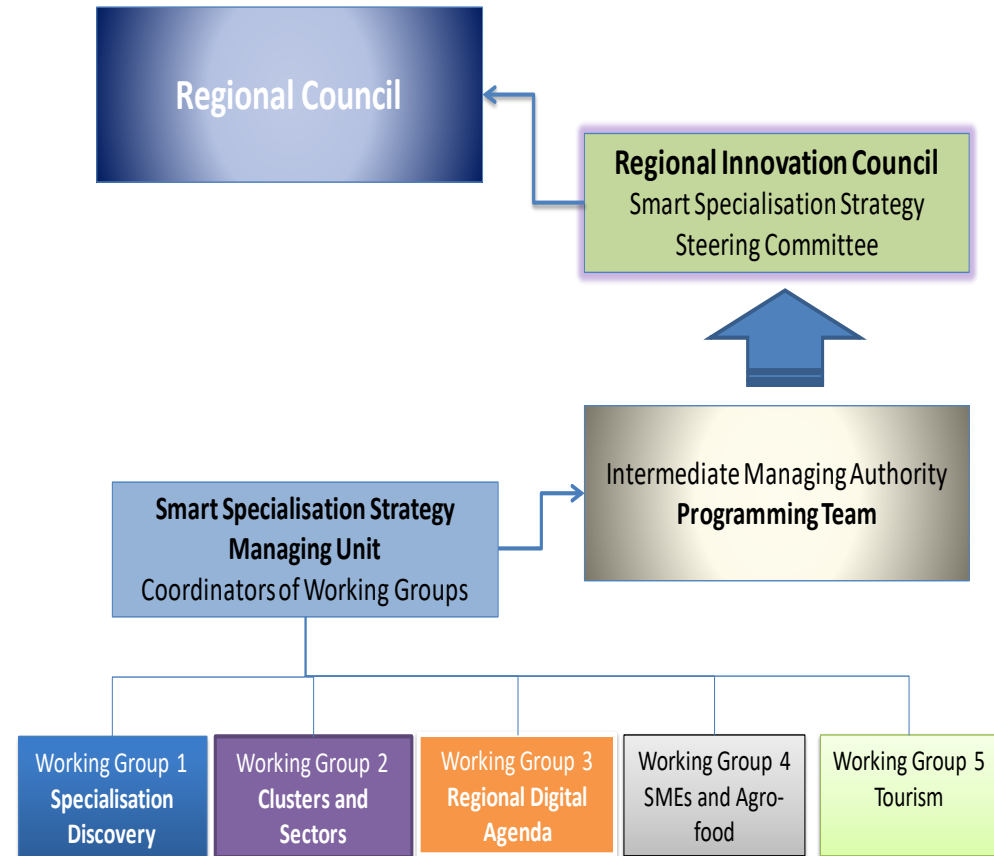 Regional Council
Regional Innovation Council
Smart Specialisation Strategy
Steering Committee
Intermediate Managing Authority
Programming Team
Smart Specialisation Strategy
Managing Unit
Coordinators of Working Groups
Working Group 1
Specialisation
Discovery
Working Group 2
Clusters and
Sectors
Working Group 3
Regional Digital
Agenda
Working Group 4
SMEs and Agro-
food
Working Group 5
Tourism